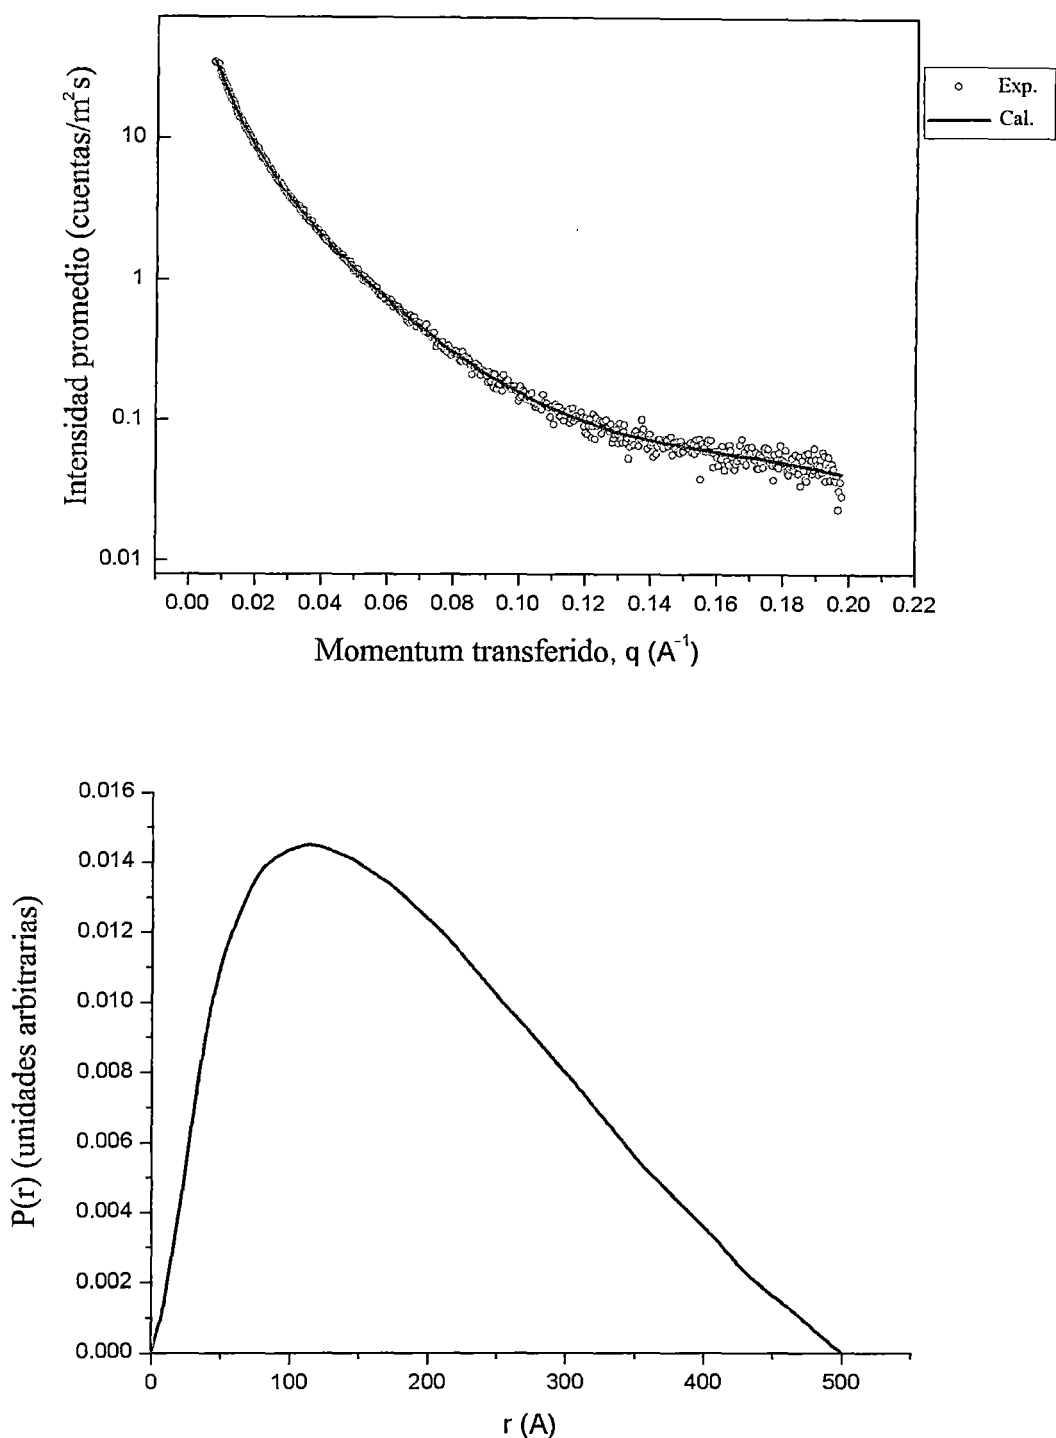 Intensidad promedio (cuentas/m²s)
10
1
0.1
0.01
0.00 0.02 0.04 0.06 0.08 0.10 0.12 0.14 0.16 0.18 0.20 0.22
Momentum transferido, q (A⁻¹)
Exp.
Cal.
P(r) (unidades arbitrarias)
0.016
0.014
0.012
0.010
0.008
0.006
0.004
0.002
0.000
0 100 200 300 400 500
r (A)